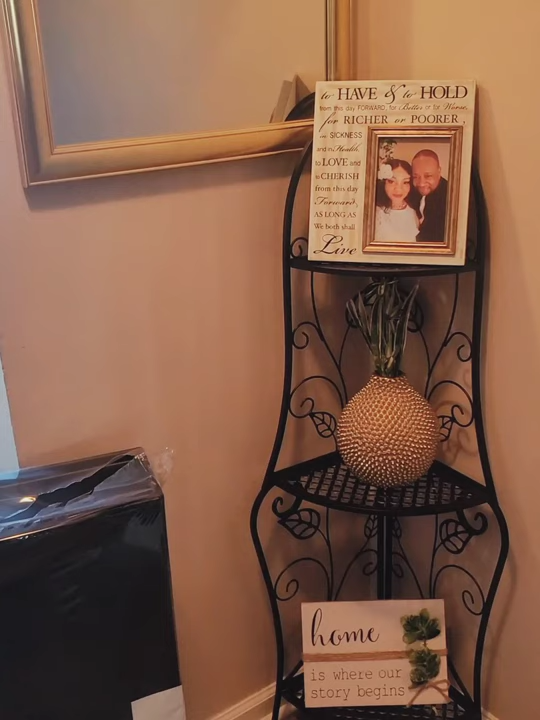 to HAVE & to HOLD
from this day FORWARD, for Better or for Worse,
for RICHER or POORER,
in SICKNESS
and in Health,
to LOVE and
to CHERISH
from this day
Forward,
AS LONG AS
We both shall
Live
home
is where our
story begins